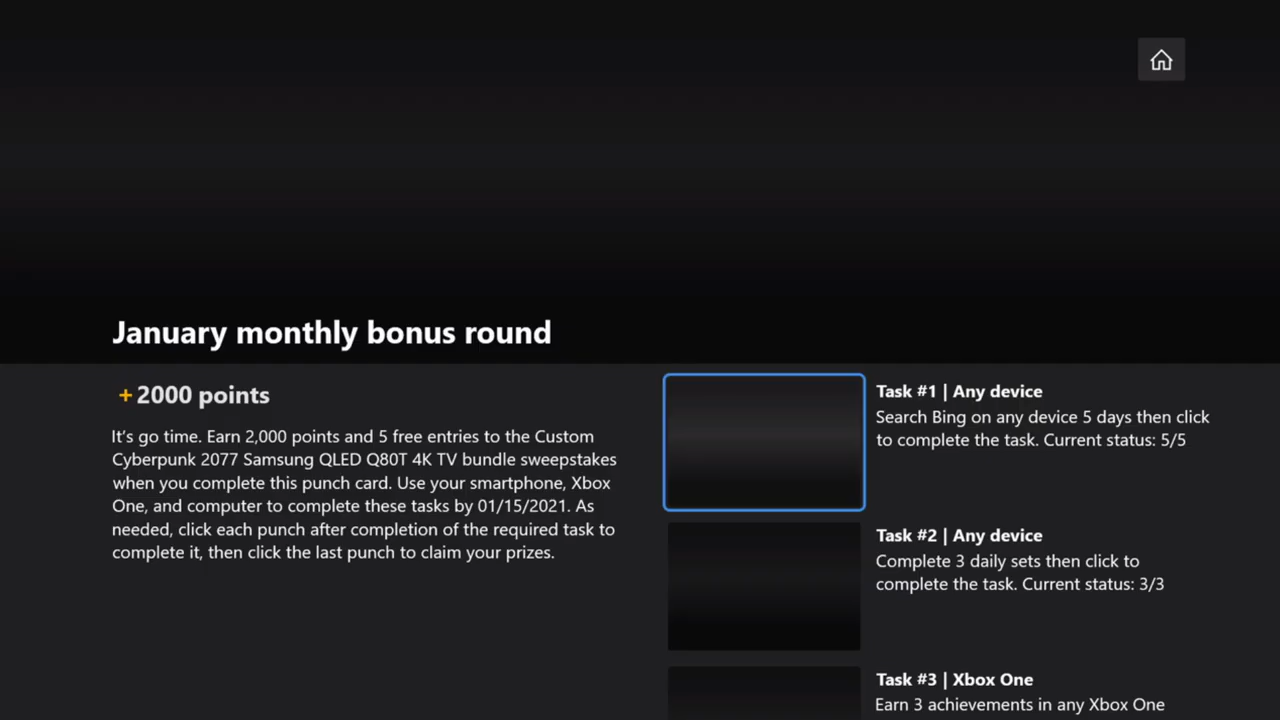 January monthly bonus round
+2000 points
It's go time. Earn 2,000 points and 5 free entries to the Custom
Cyberpunk 2077 Samsung QLED Q80T 4K TV bundle sweepstakes
when you complete this punch card. Use your smartphone, Xbox
One, and computer to complete these tasks by 01/15/2021. As
needed, click each punch after completion of the required task to
complete it, then click the last punch to claim your prizes.
Task #1 | Any device
Search Bing on any device 5 days then click
to complete the task. Current status: 5/5
Task #2 | Any device
Complete 3 daily sets then click to
complete the task. Current status: 3/3
Task #3 | Xbox One
Earn 3 achievements in any Xbox One